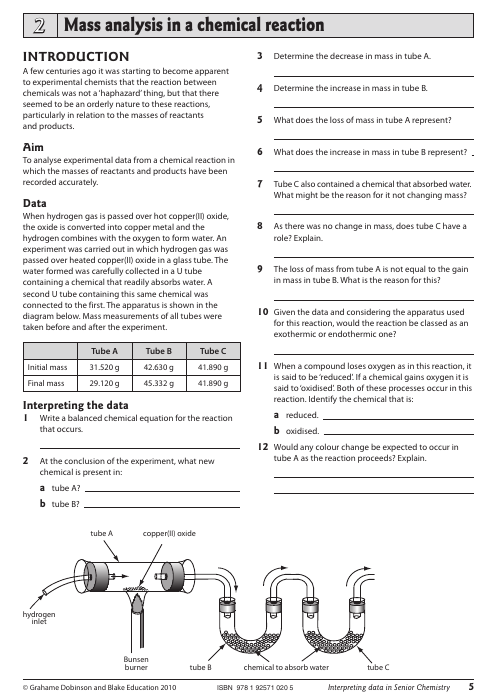 2 Mass analysis in a chemical reaction
INTRODUCTION
A few centuries ago it was starting to become apparent
to experimental chemists that the reaction between
chemicals was not a 'haphazard' thing, but that there
seemed to be an orderly nature to these reactions,
particularly in relation to the masses of reactants
and products.
Aim
To analyse experimental data from a chemical reaction in
which the masses of reactants and products have been
recorded accurately.
Data
When hydrogen gas is passed over hot copper(II) oxide,
the oxide is converted into copper metal and the
hydrogen combines with the oxygen to form water. An
experiment was carried out in which hydrogen gas was
passed over heated copper(II) oxide in a glass tube. The
water formed was carefully collected in a U tube
containing a chemical that readily absorbs water. A
second U tube containing this same chemical was
connected to the first. The apparatus is shown in the
diagram below. Mass measurements of all tubes were
taken before and after the experiment.
Tube A Tube B Tube C
Initial mass 31.520 g 42.630 g 41.890 g
Final mass 29.120 g 45.332 g 41.890 g
Interpreting the data
1 Write a balanced chemical equation for the reaction
that occurs.
2 At the conclusion of the experiment, what new
chemical is present in:
a tube A?
b tube B?
3 Determine the decrease in mass in tube A.
4 Determine the increase in mass in tube B.
5 What does the loss of mass in tube A represent?
6 What does the increase in mass in tube B represent?
7 Tube C also contained a chemical that absorbed water.
What might be the reason for it not changing mass?
8 As there was no change in mass, does tube C have a
role? Explain.
9 The loss of mass from tube A is not equal to the gain
in mass in tube B. What is the reason for this?
10 Given the data and considering the apparatus used
for this reaction, would the reaction be classed as an
exothermic or endothermic one?
11 When a compound loses oxygen as in this reaction, it
is said to be 'reduced'. If a chemical gains oxygen it is
said to be 'oxidised'. Both of these processes occur in this
reaction. Identify the chemical that is:
a reduced.
b oxidised.
12 Would any colour change be expected to occur in
tube A as the reaction proceeds? Explain.
tube A
copper(II) oxide
hydrogen
inlet
Bunsen
burner
tube B
chemical to absorb water
tube C
© Grahame Dobinson and Blake Education 2010 ISBN 978 1 92571 020 5 Interpreting data in Senior Chemistry 5